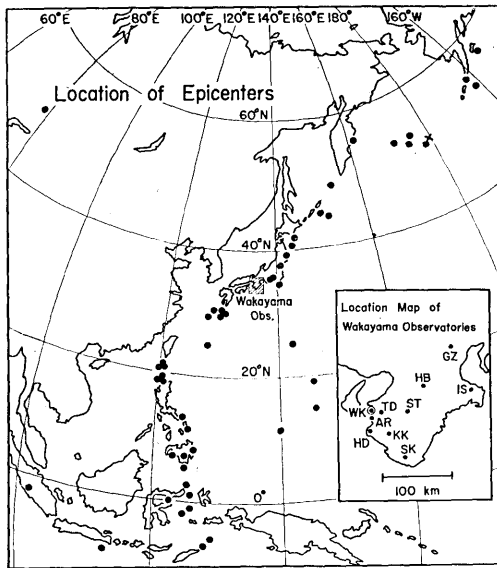 60°E 80°E 100°E 120°E 140°E 160°E 180° 160°W
Location of Epicenters
60°N
40°N
Wakayama
Obs.
20°N
0°
Location Map of
Wakayama Observatories
GZ
HB
IS
WK TD ST
AR
HD KK
SK
100 km